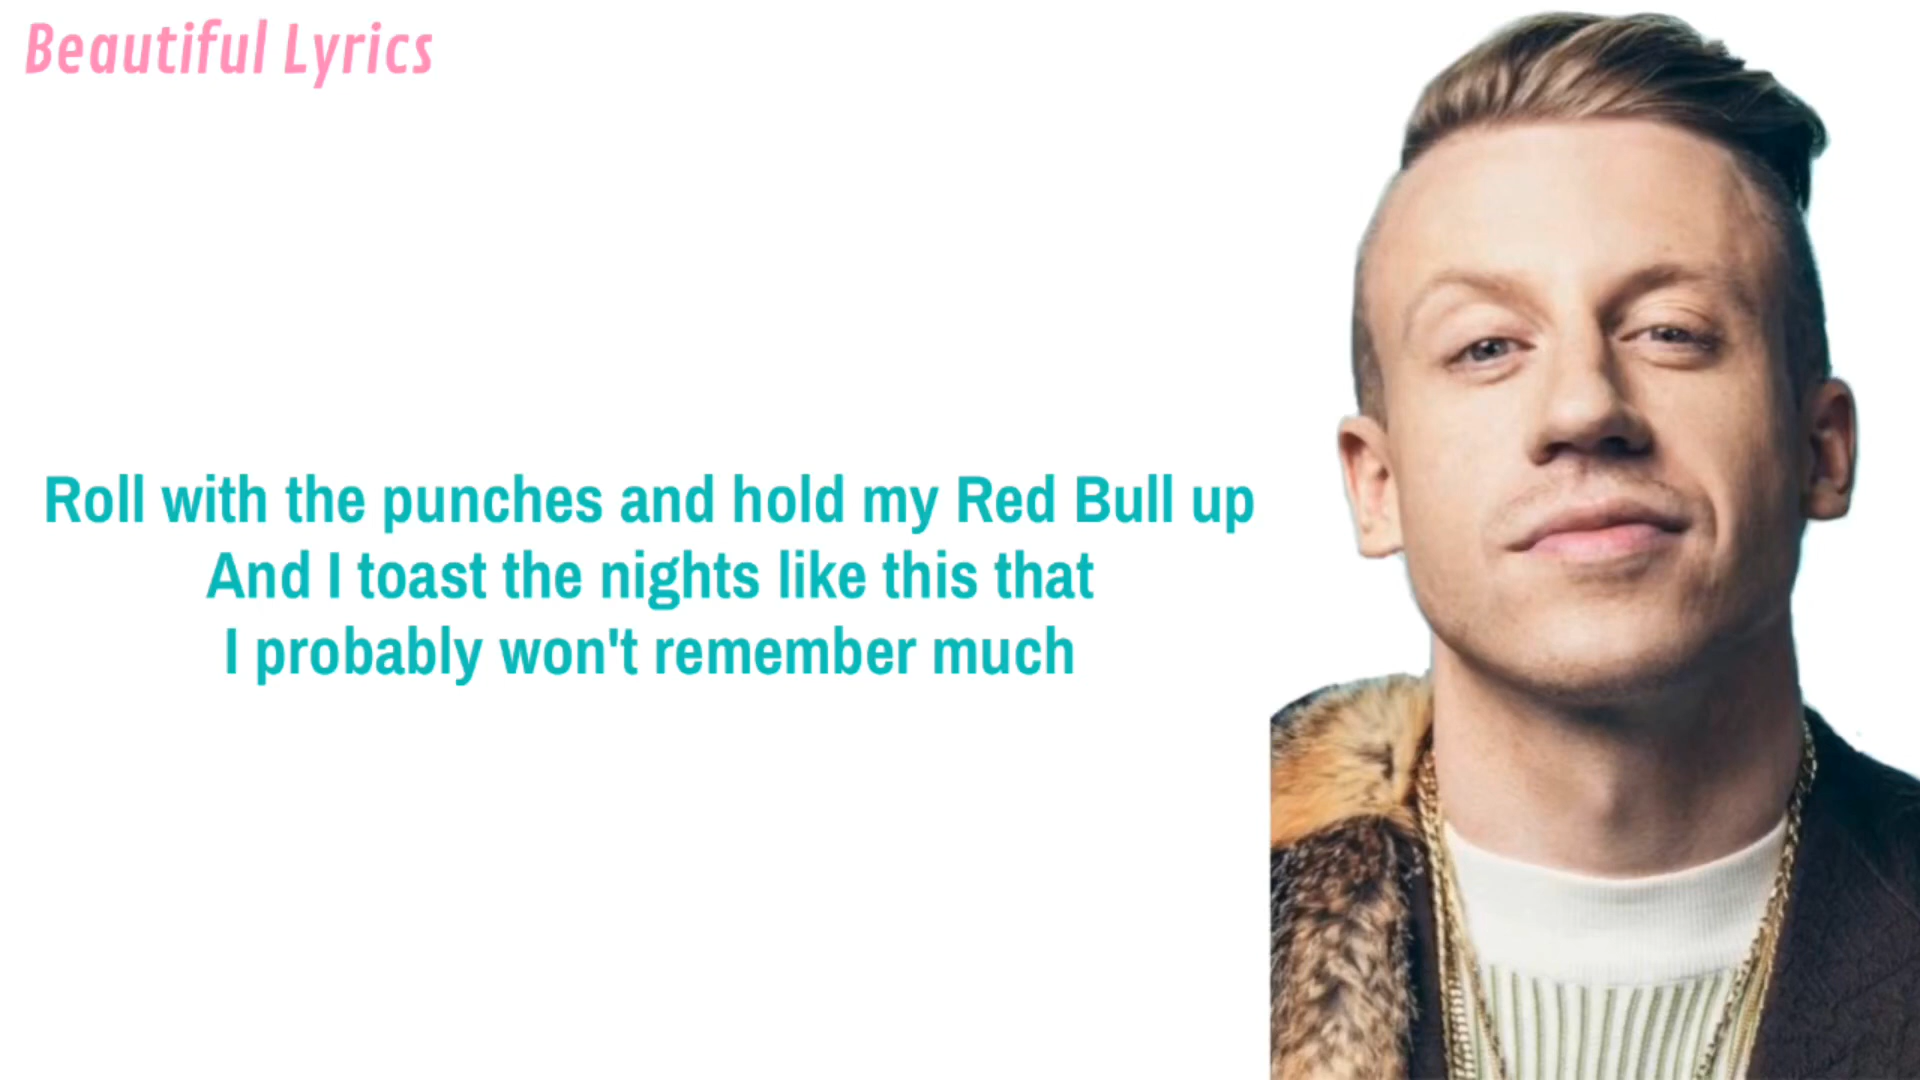 Beautiful Lyrics
Roll with the punches and hold my Red Bull up
And I toast the nights like this that
I probably won't remember much